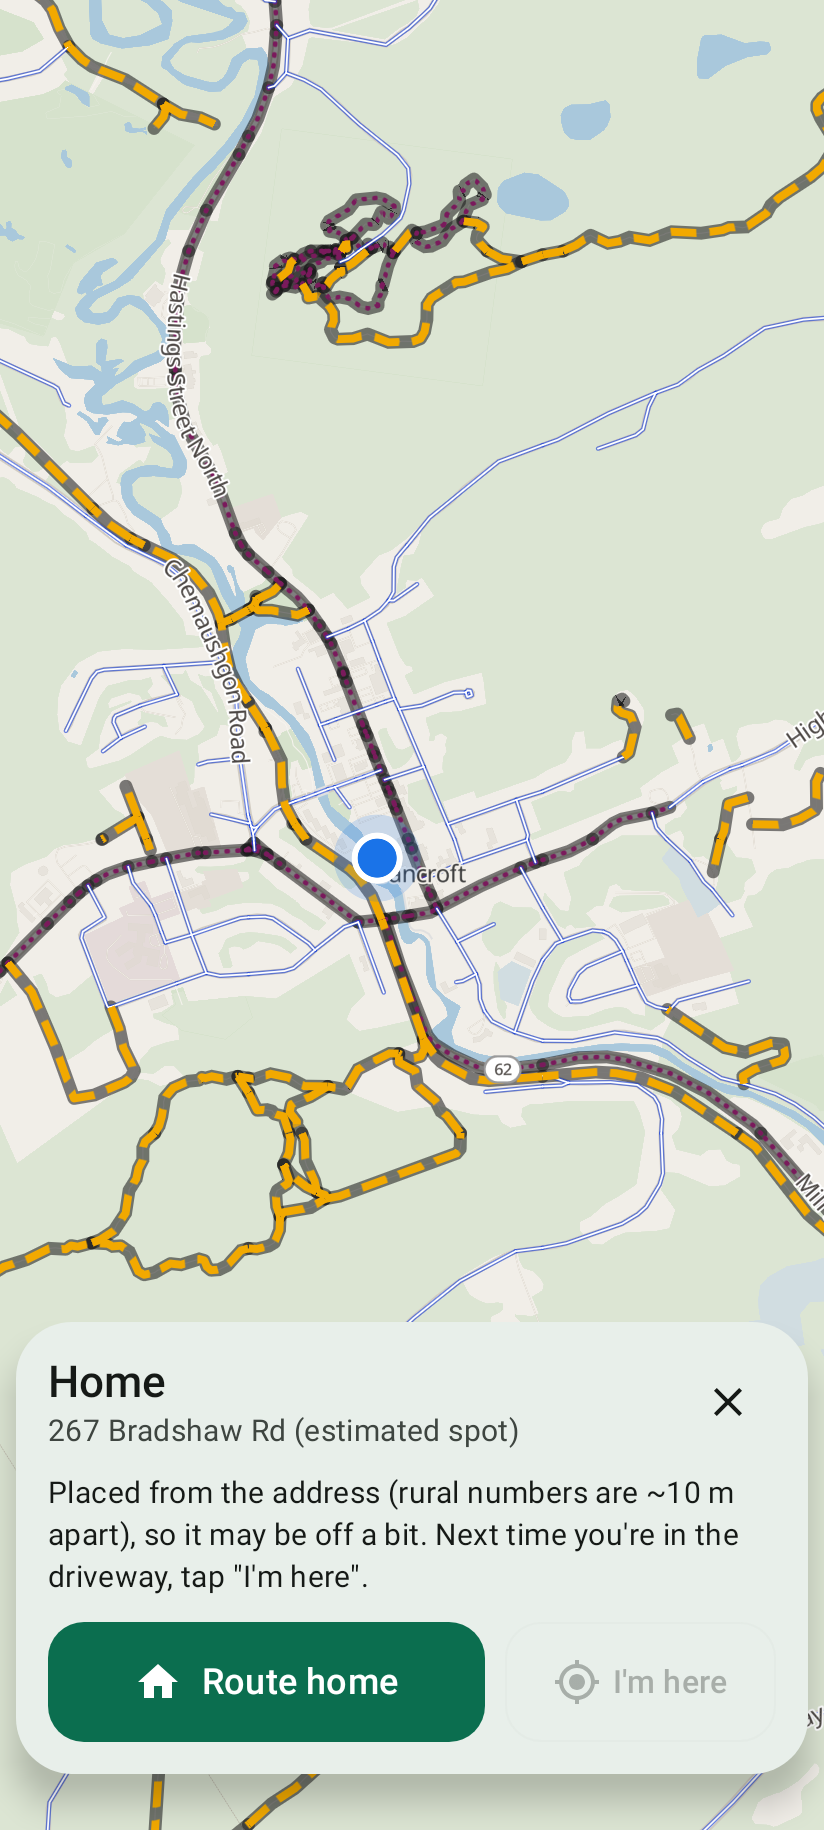 Hastings Street North
Chemaushgon Road
ancroft
High
62
Home
267 Bradshaw Rd (estimated spot)
Placed from the address (rural numbers are ~10 m
apart), so it may be off a bit. Next time you're in the
driveway, tap "I'm here".
Route home
I'm here